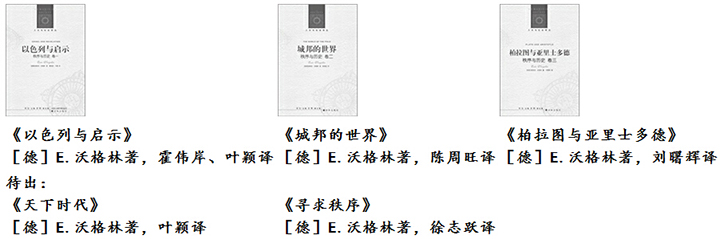 以色列与启示
秩序与历史 卷一
城邦的世界
秩序与历史 卷二
柏拉图与亚里士多德
秩序与历史 卷三
《以色列与启示》 《城邦的世界》 《柏拉图与亚里士多德》
［德］E. 沃格林著，霍伟岸、叶颖译 ［德］E. 沃格林著，陈周旺译 ［德］E. 沃格林著，刘曙辉译
待出：
《天下时代》 《寻求秩序》
［德］E. 沃格林著，叶颖译 ［德］E. 沃格林著，徐志跃译